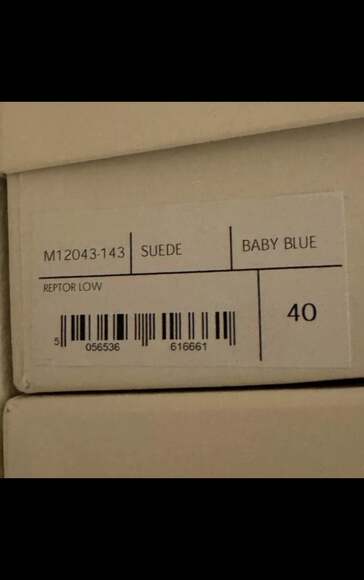 M12043-143 SUEDE BABY BLUE
REPTOR LOW
40
5 056536 616661